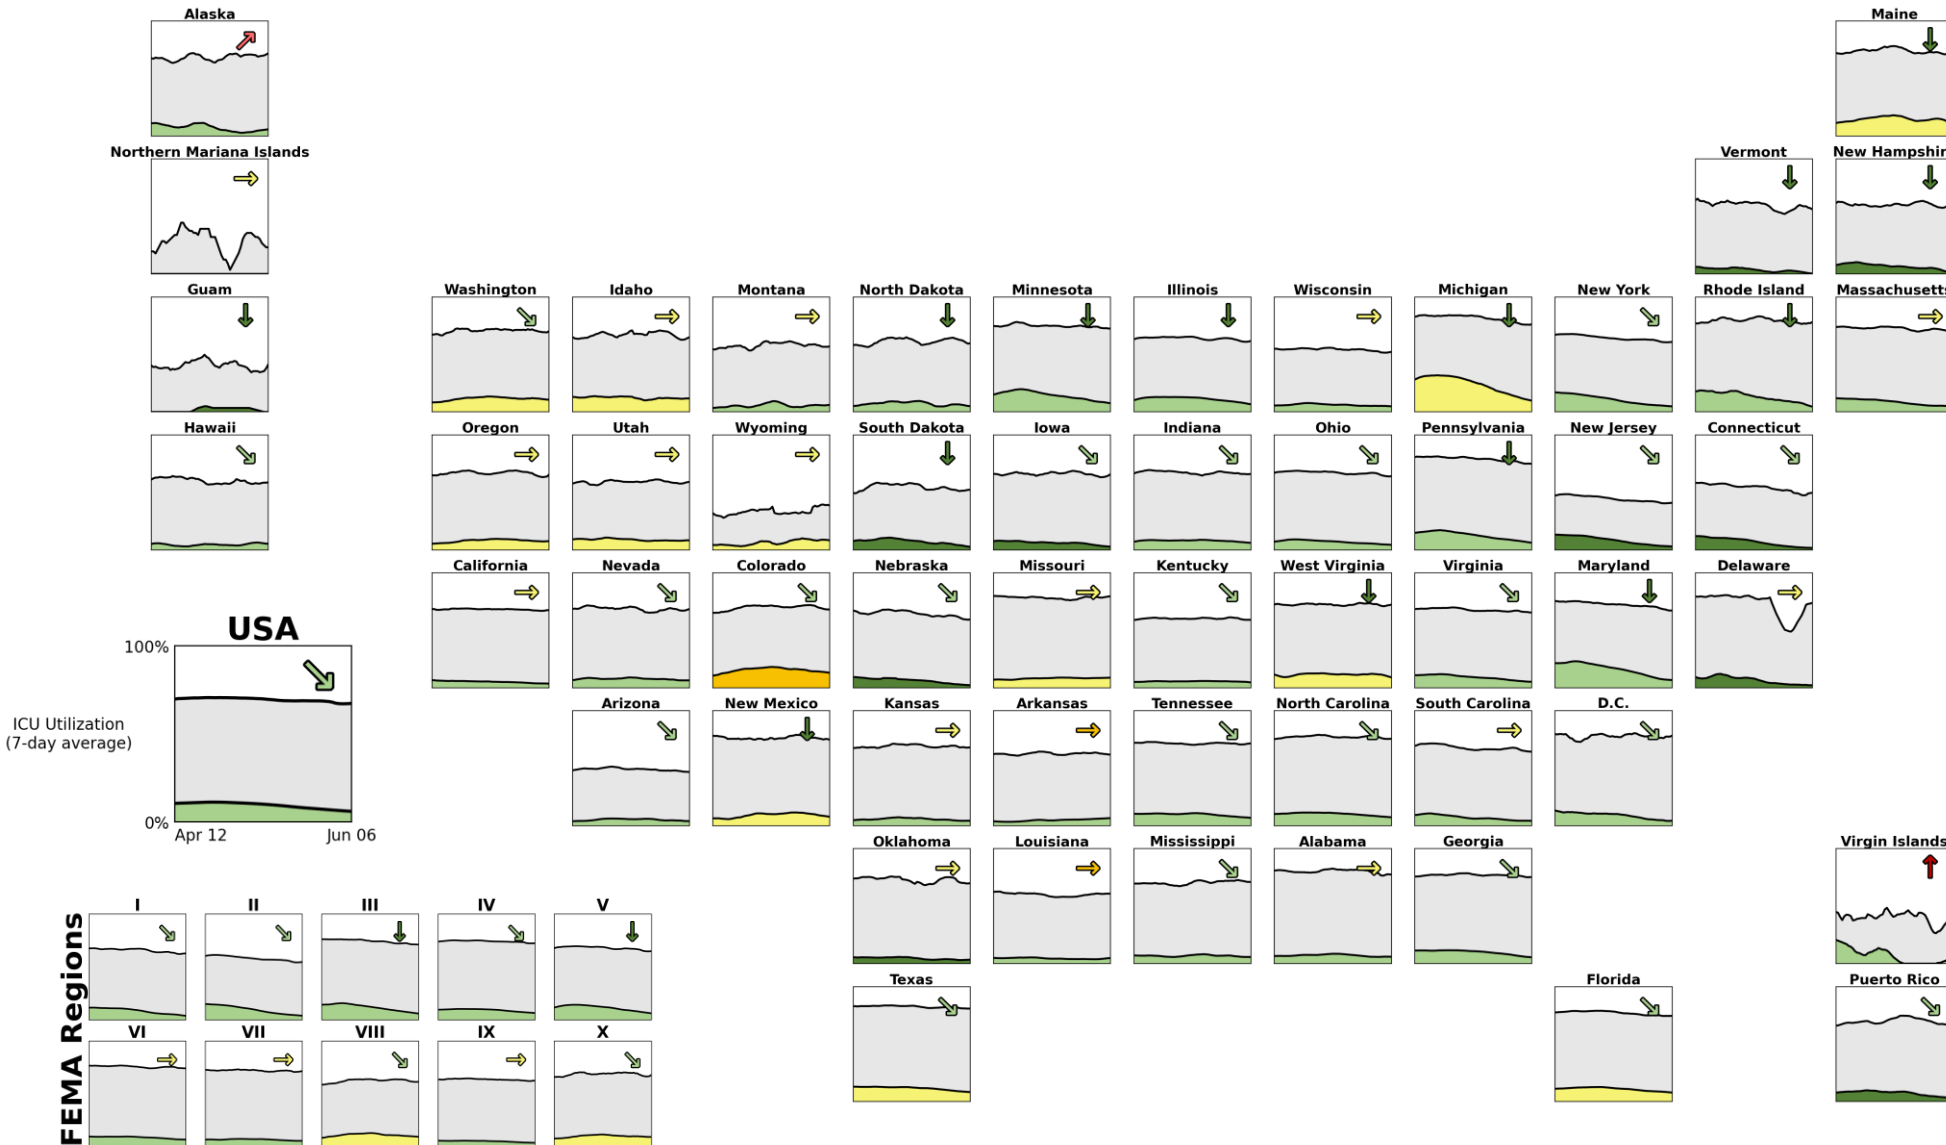 Alaska
Maine
Northern Mariana Islands
Vermont
New Hampshir
Guam
Washington
Idaho
Montana
North Dakota
Minnesota
Illinois
Wisconsin
Michigan
New York
Rhode Island
Massachusetts
Hawaii
Oregon
Utah
Wyoming
South Dakota
Iowa
Indiana
Ohio
Pennsylvania
New Jersey
Connecticut
California
Nevada
Colorado
Nebraska
Missouri
Kentucky
West Virginia
Virginia
Maryland
Delaware
USA
100%
ICU Utilization
(7-day average)
0%
Apr 12
Jun 06
Arizona
New Mexico
Kansas
Arkansas
Tennessee
North Carolina
South Carolina
D.C.
Oklahoma
Louisiana
Mississippi
Alabama
Georgia
Virgin Islands
FEMA Regions
I
II
III
IV
V
Texas
Florida
Puerto Rico
VI
VII
VIII
IX
X